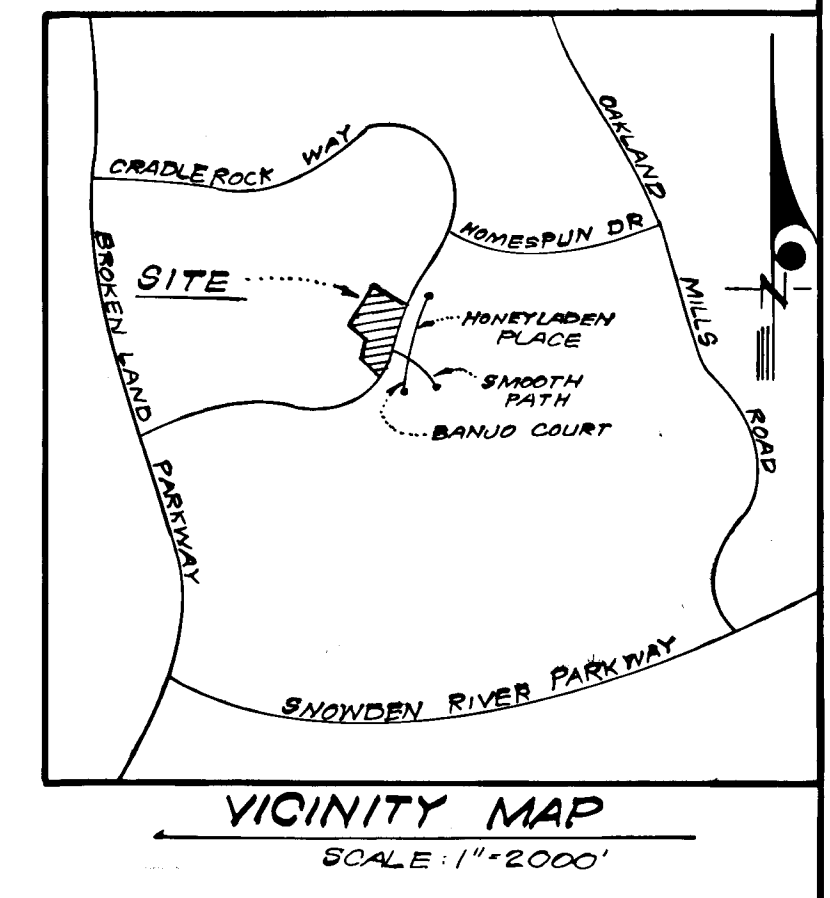 CRADLEROCK WAY
OAKLAND MILLS ROAD
HOMESPUN DR
BROKEN LAND PARKWAY
SITE
HONEYLADEN
PLACE
SMOOTH
PATH
BANJO COURT
N
SNOWDEN RIVER PARKWAY
VICINITY MAP
SCALE: 1"=2000'